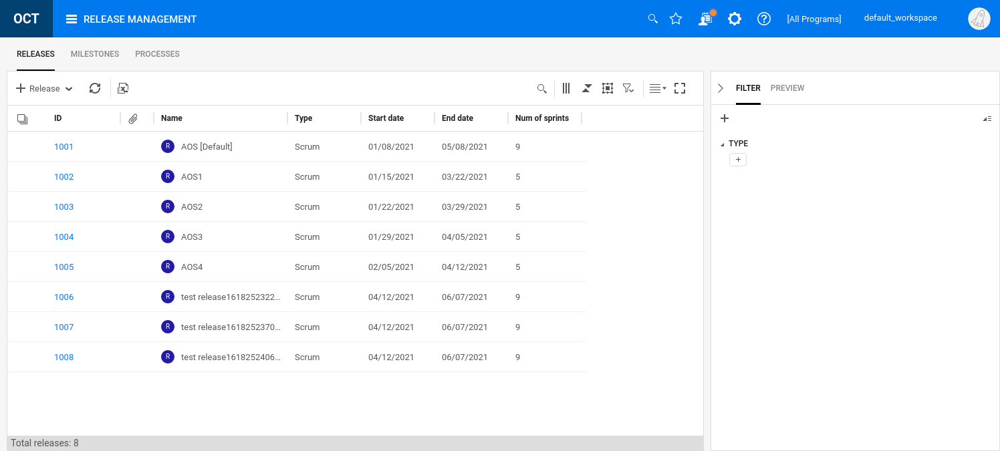 OCT RELEASE MANAGEMENT [All Programs] default_workspace
RELEASES MILESTONES PROCESSES
Release
FILTER PREVIEW
ID Name Type Start date End date Num of sprints
TYPE
1001 R AOS [Default] Scrum 01/08/2021 05/08/2021 9
1002 R AOS1 Scrum 01/15/2021 03/22/2021 5
1003 R AOS2 Scrum 01/22/2021 03/29/2021 5
1004 R AOS3 Scrum 01/29/2021 04/05/2021 5
1005 R AOS4 Scrum 02/05/2021 04/12/2021 5
1006 R test release1618252322... Scrum 04/12/2021 06/07/2021 9
1007 R test release1618252370... Scrum 04/12/2021 06/07/2021 9
1008 R test release1618252406... Scrum 04/12/2021 06/07/2021 9
Total releases: 8